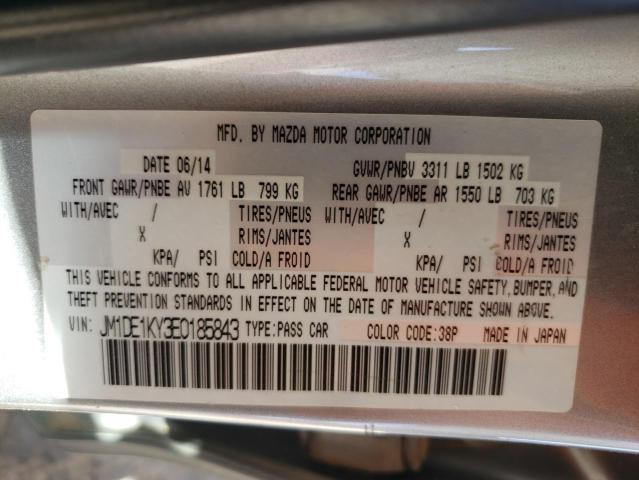 MFD. BY MAZDA MOTOR CORPORATION
DATE 06/14 GVWR/PNBV 3311 LB 1502 KG
FRONT GAWR/PNBE AV 1761 LB 799 KG REAR GAWR/PNBE AR 1550 LB 703 KG
WITH/AVEC / TIRES/PNEUS WITH/AVEC / TIRES/PNEUS
X RIMS/JANTES X RIMS/JANTES
KPA/ PSI COLD/A FROID KPA/ PSI COLD/A FROID
THIS VEHICLE CONFORMS TO ALL APPLICABLE FEDERAL MOTOR VEHICLE SAFETY, BUMPER, AND
THEFT PREVENTION STANDARDS IN EFFECT ON THE DATE OF MANUFACTURE SHOWN ABOVE.
VIN: JM1DE1KY3E0185843 TYPE:PASS CAR COLOR CODE:38P MADE IN JAPAN